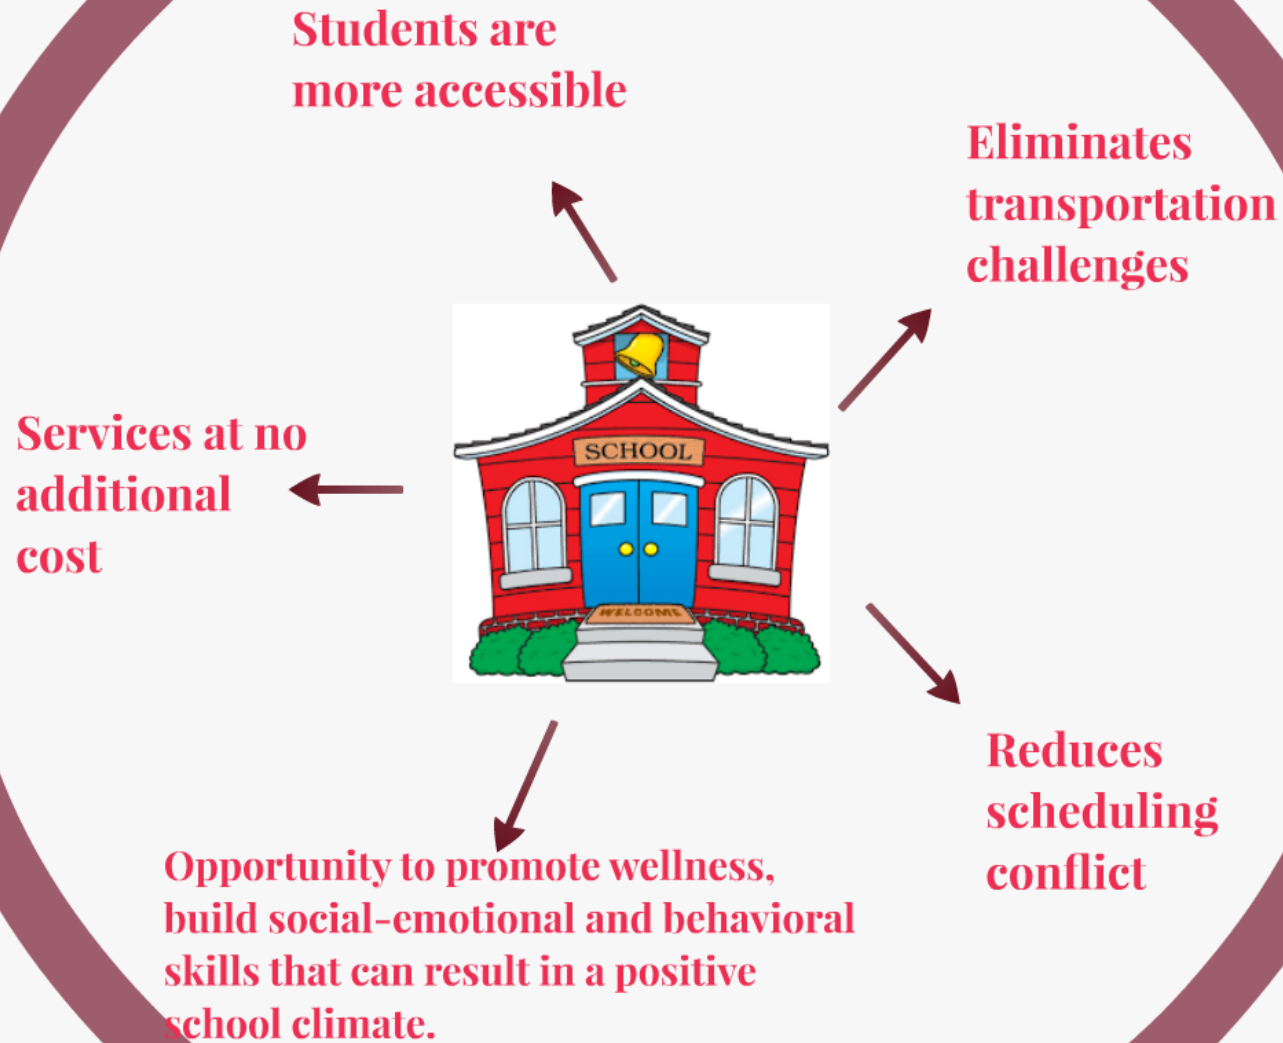 Students are
more accessible
Eliminates
transportation
challenges
Services at no
additional
cost
SCHOOL
WELCOME
Reduces
scheduling
conflict
Opportunity to promote wellness,
build social-emotional and behavioral
skills that can result in a positive
school climate.